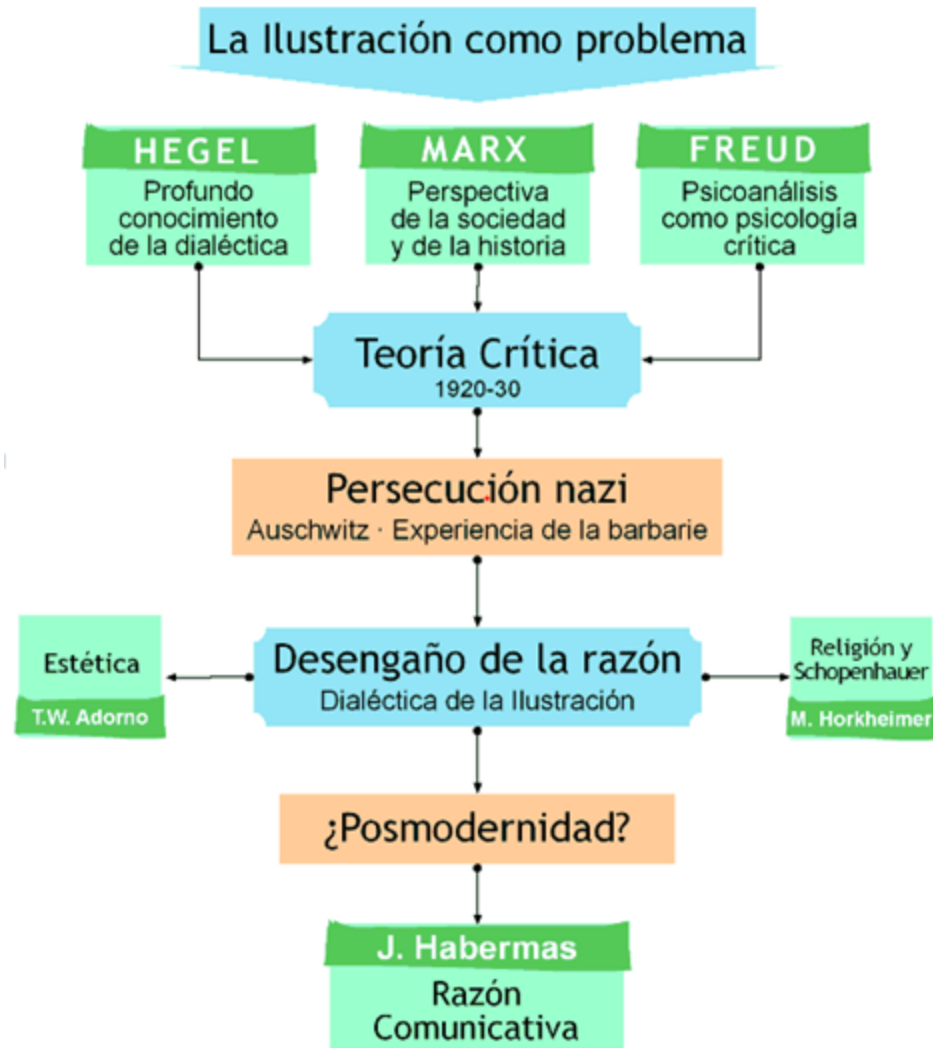 La Ilustración como problema
HEGEL
Profundo
conocimiento
de la dialéctica
MARX
Perspectiva
de la sociedad
y de la historia
FREUD
Psicoanálisis
como psicología
crítica
Teoría Crítica
1920-30
Persecución nazi
Auschwitz · Experiencia de la barbarie
Estética
T.W. Adorno
Desengaño de la razón
Dialéctica de la Ilustración
Religión y
Schopenhauer
M. Horkheimer
¿Posmodernidad?
J. Habermas
Razón
Comunicativa